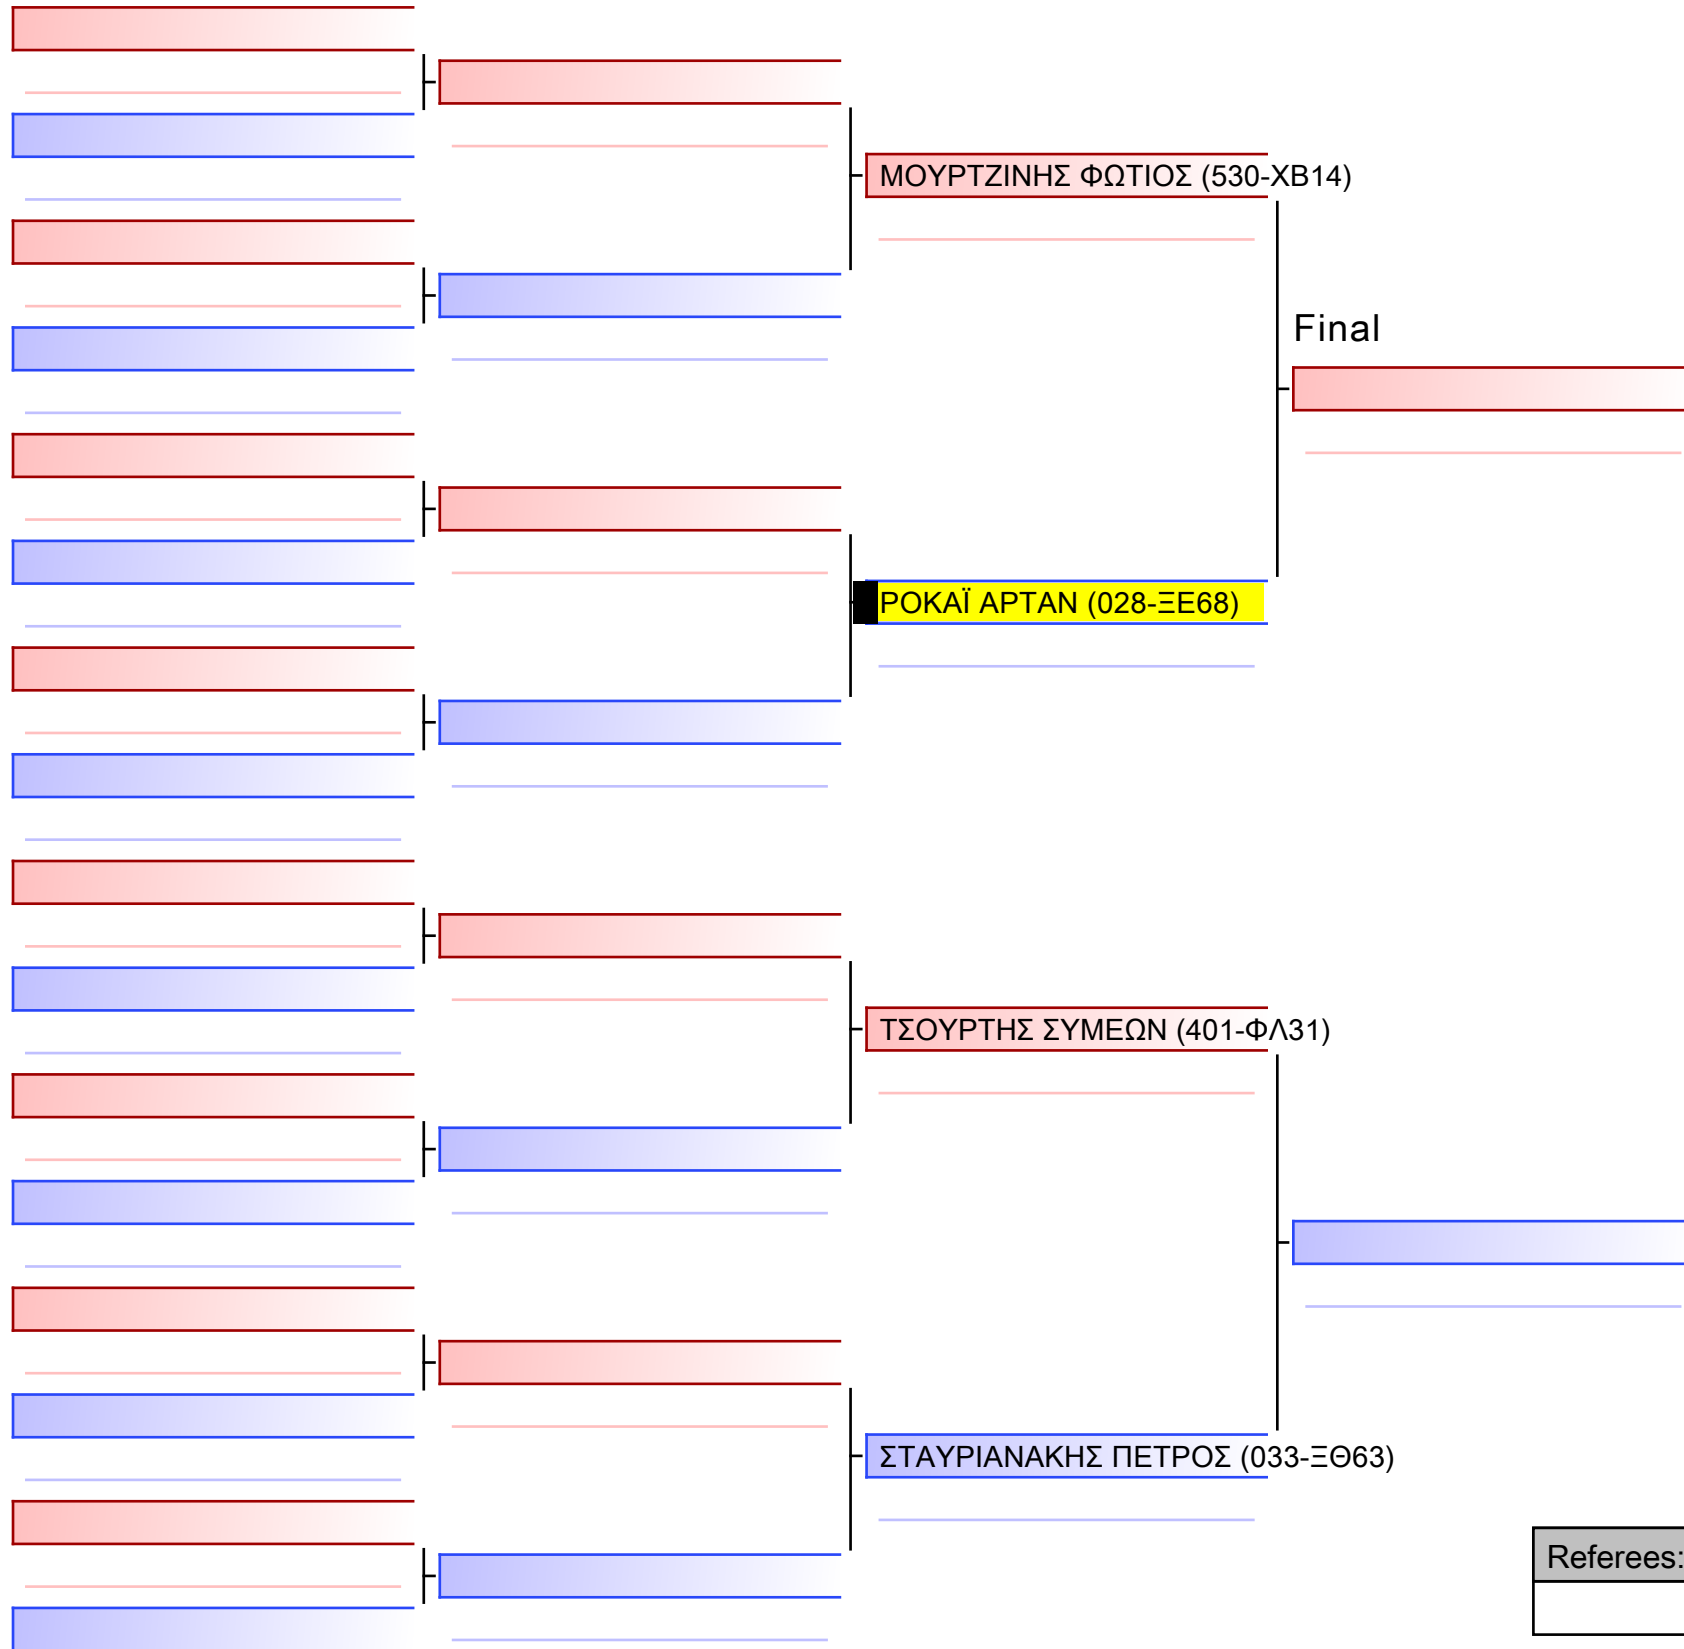 ΜΟΥΡΤΖΙΝΗΣ ΦΩΤΙΟΣ (530-ΧΒ14)
Final
ΡΟΚΑΪ ΑΡΤΑΝ (028-ΞΕ68)
ΤΣΟΥΡΤΗΣ ΣΥΜΕΩΝ (401-ΦΛ31)
ΣΤΑΥΡΙΑΝΑΚΗΣ ΠΕΤΡΟΣ (033-ΞΘ63)
Referees: